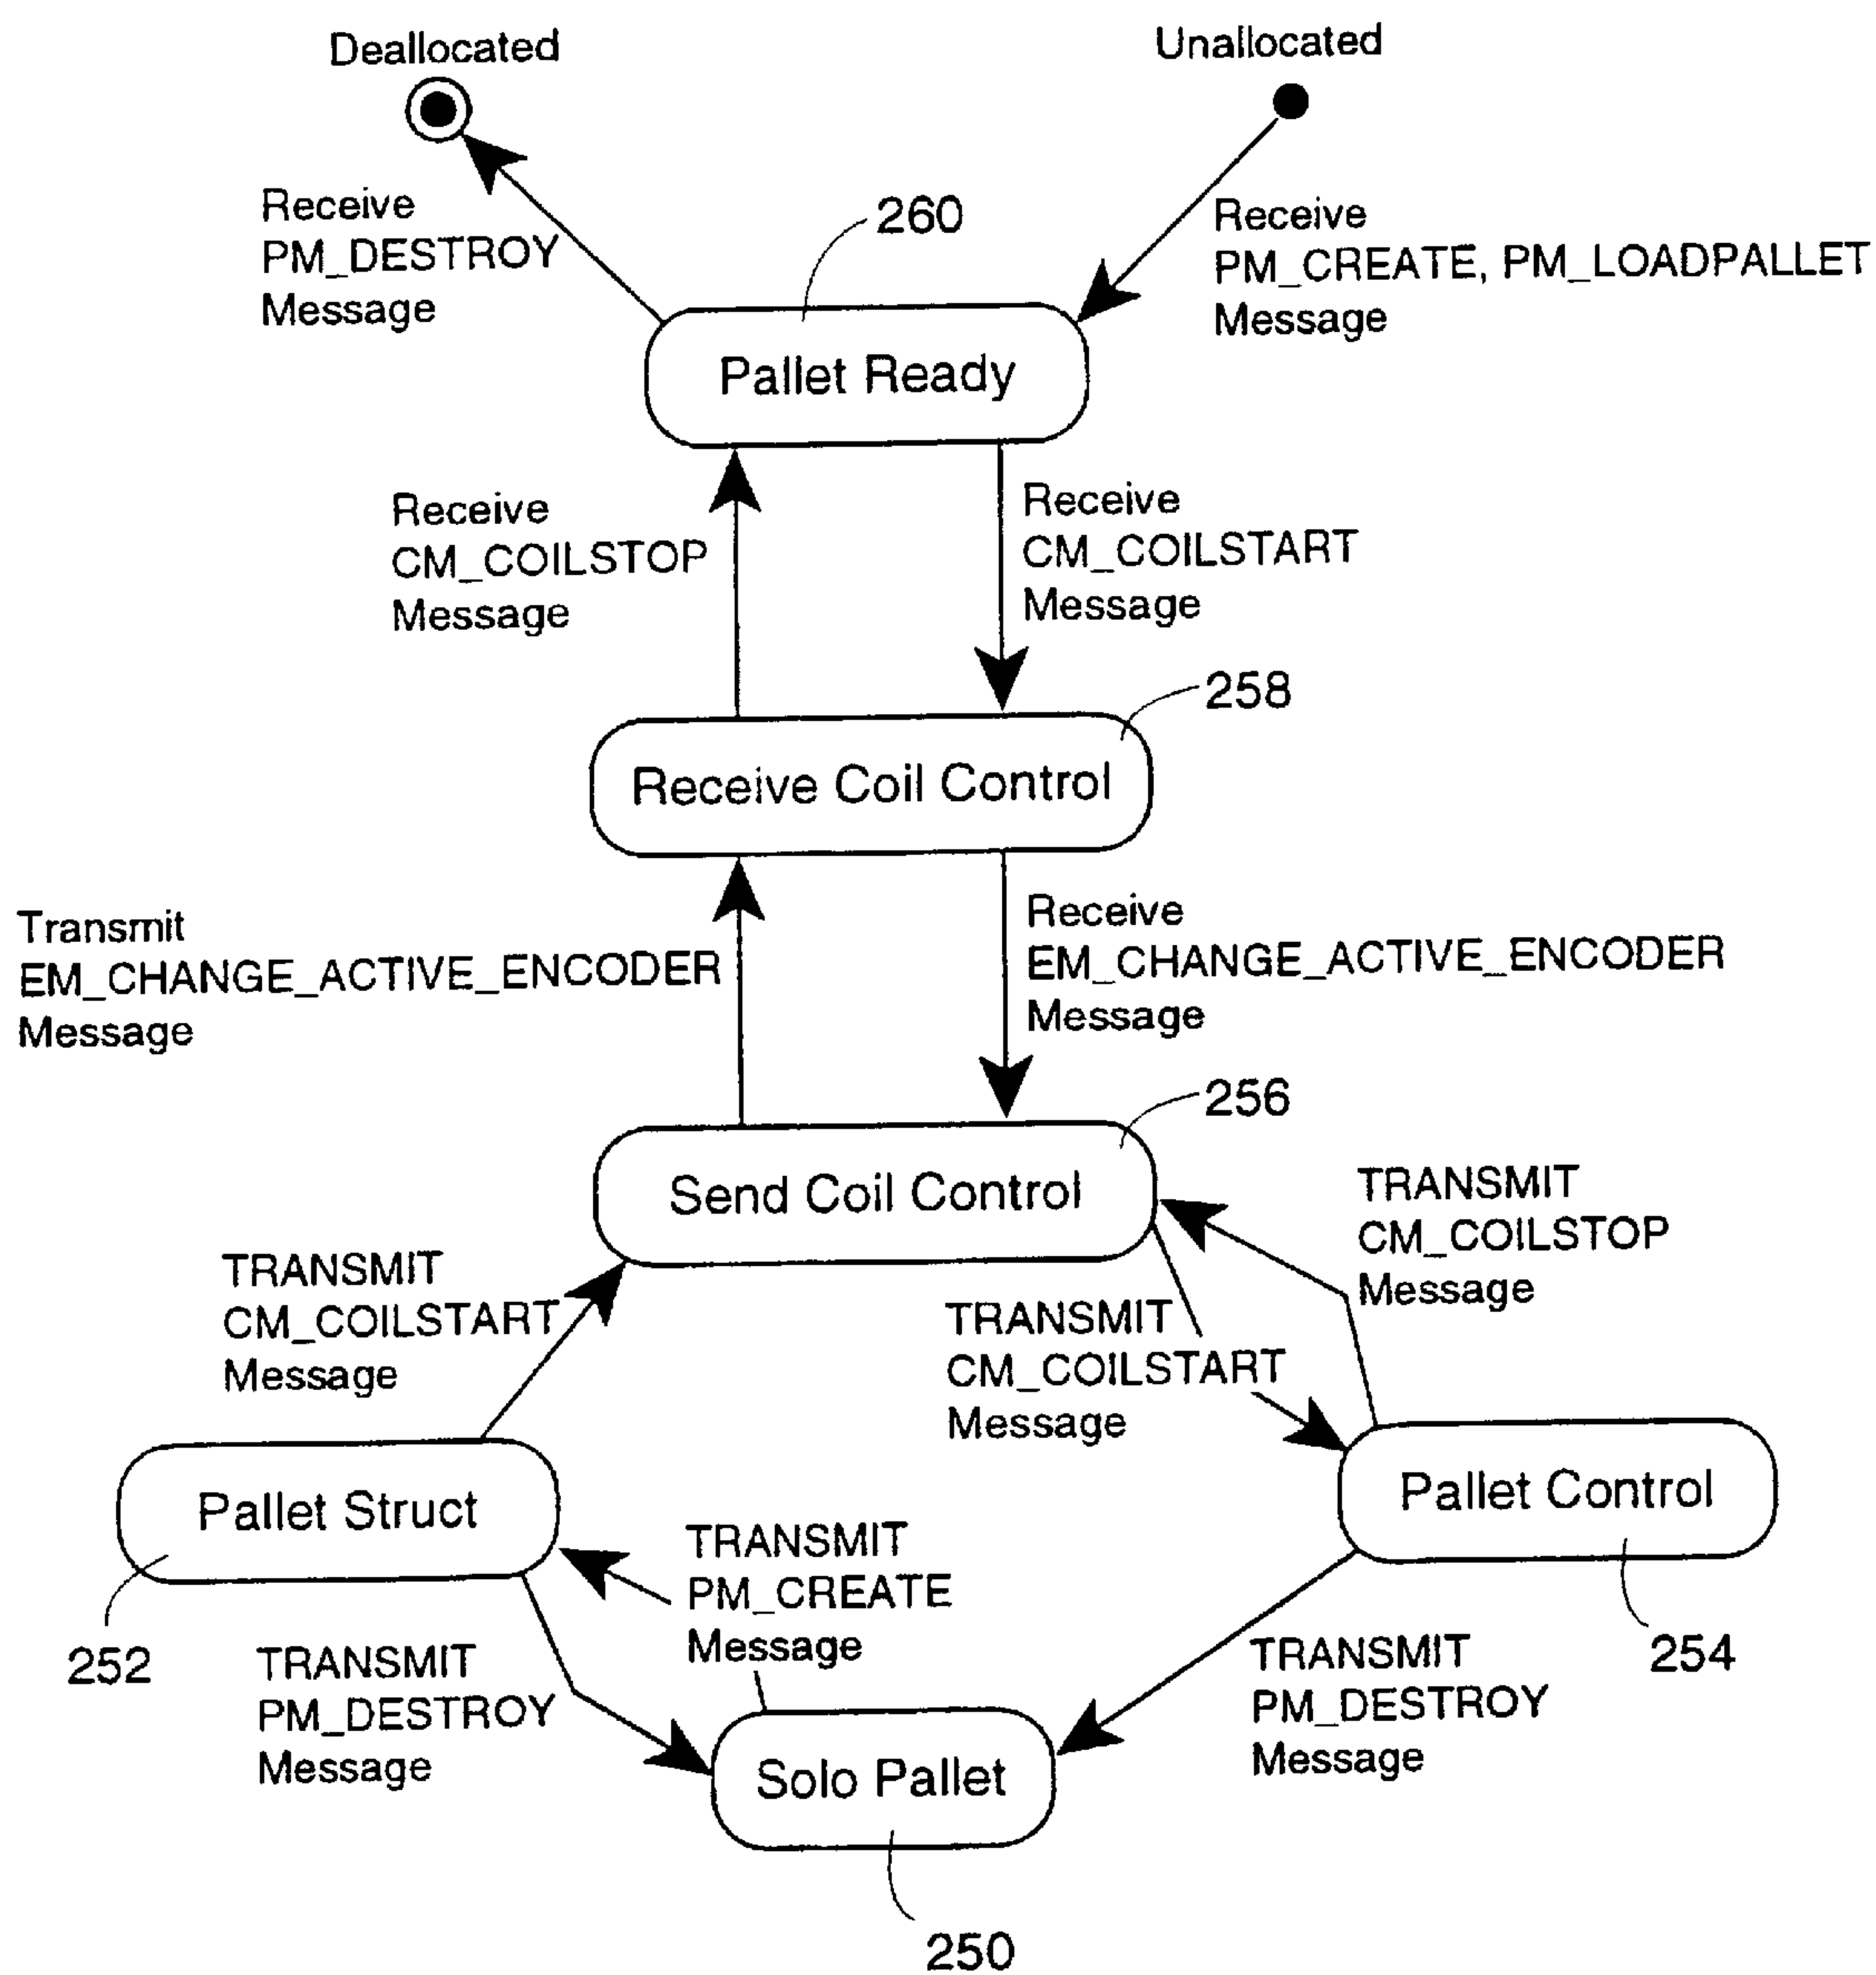 Deallocated
Unallocated
Receive
PM_DESTROY
Message
260
Receive
PM_CREATE, PM_LOADPALLET
Message
Pallet Ready
Receive
CM_COILSTOP
Message
Receive
CM_COILSTART
Message
258
Receive Coil Control
Transmit
EM_CHANGE_ACTIVE_ENCODER
Message
Receive
EM_CHANGE_ACTIVE_ENCODER
Message
256
Send Coil Control
TRANSMIT
CM_COILSTOP
Message
TRANSMIT
CM_COILSTART
Message
TRANSMIT
CM_COILSTART
Message
Pallet Struct
Pallet Control
TRANSMIT
PM_CREATE
Message
252
TRANSMIT
PM_DESTROY
Message
254
TRANSMIT
PM_DESTROY
Message
Solo Pallet
250